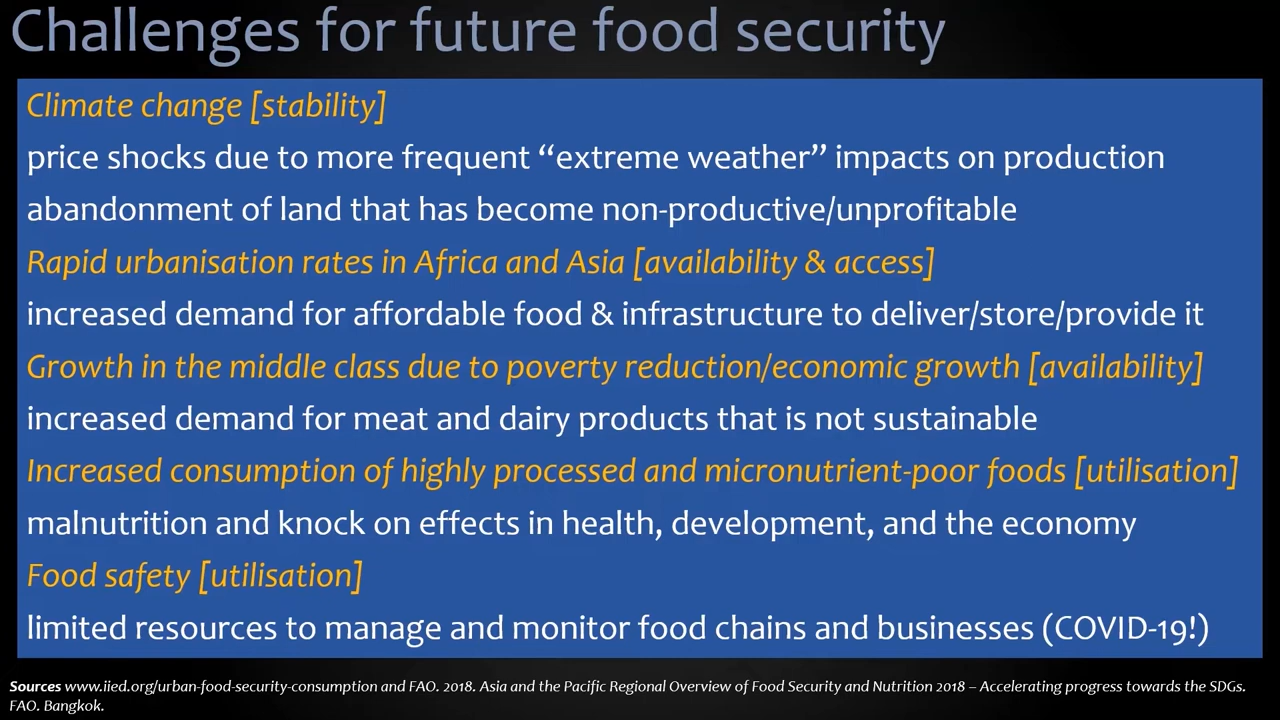 Challenges for future food security
Climate change [stability]
price shocks due to more frequent “extreme weather” impacts on production
abandonment of land that has become non-productive/unprofitable
Rapid urbanisation rates in Africa and Asia [availability & access]
increased demand for affordable food & infrastructure to deliver/store/provide it
Growth in the middle class due to poverty reduction/economic growth [availability]
increased demand for meat and dairy products that is not sustainable
Increased consumption of highly processed and micronutrient-poor foods [utilisation]
malnutrition and knock on effects in health, development, and the economy
Food safety [utilisation]
limited resources to manage and monitor food chains and businesses (COVID-19!)
Sources www.iied.org/urban-food-security-consumption and FAO. 2018. Asia and the Pacific Regional Overview of Food Security and Nutrition 2018 – Accelerating progress towards the SDGs.
FAO. Bangkok.